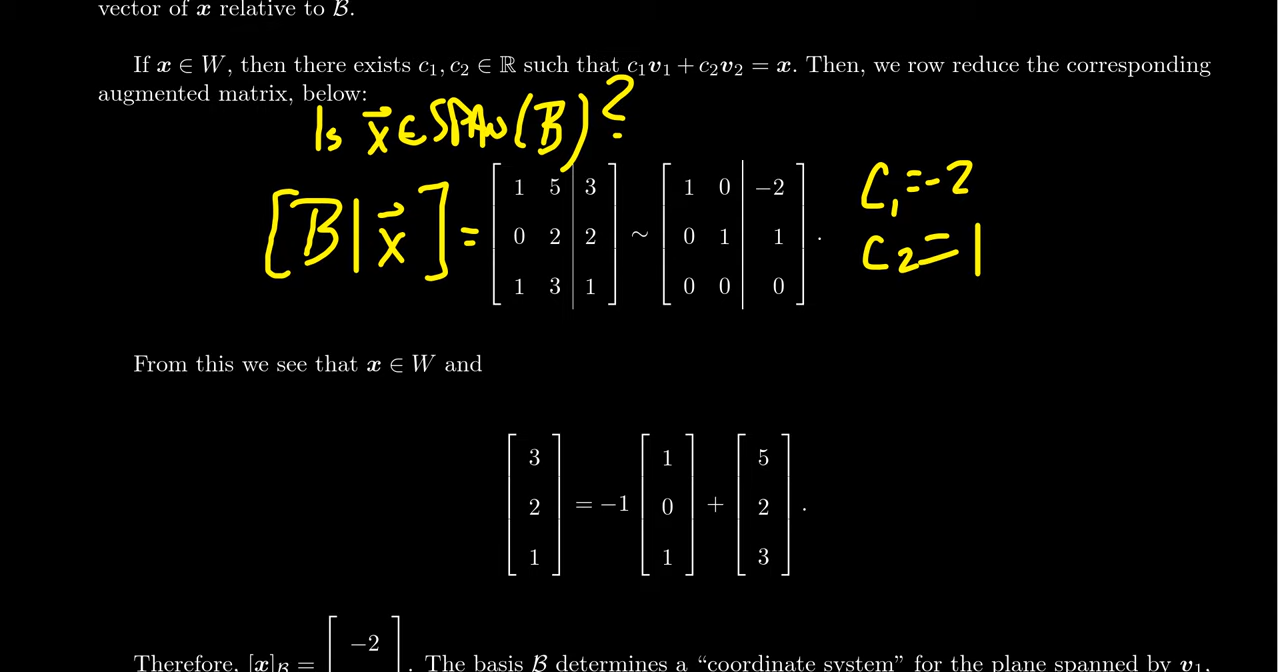 vector of x relative to B.
If x ∈ W, then there exists c₁, c₂ ∈ ℝ such that c₁v₁ + c₂v₂ = x. Then, we row reduce the corresponding
augmented matrix, below:
Is x⃗ ∈ SPAN(B)?
[B | x⃗] = [ 1 5 | 3 ; 0 2 | 2 ; 1 3 | 1 ] ~ [ 1 0 | −2 ; 0 1 | 1 ; 0 0 | 0 ].
C₁ = -2
C₂ = 1
From this we see that x ∈ W and
[ 3 ; 2 ; 1 ] = −1 [ 1 ; 0 ; 1 ] + [ 5 ; 2 ; 3 ].
Therefore, [x]_B = [ −2 . The basis B determines a “coordinate system” for the plane spanned by v₁,